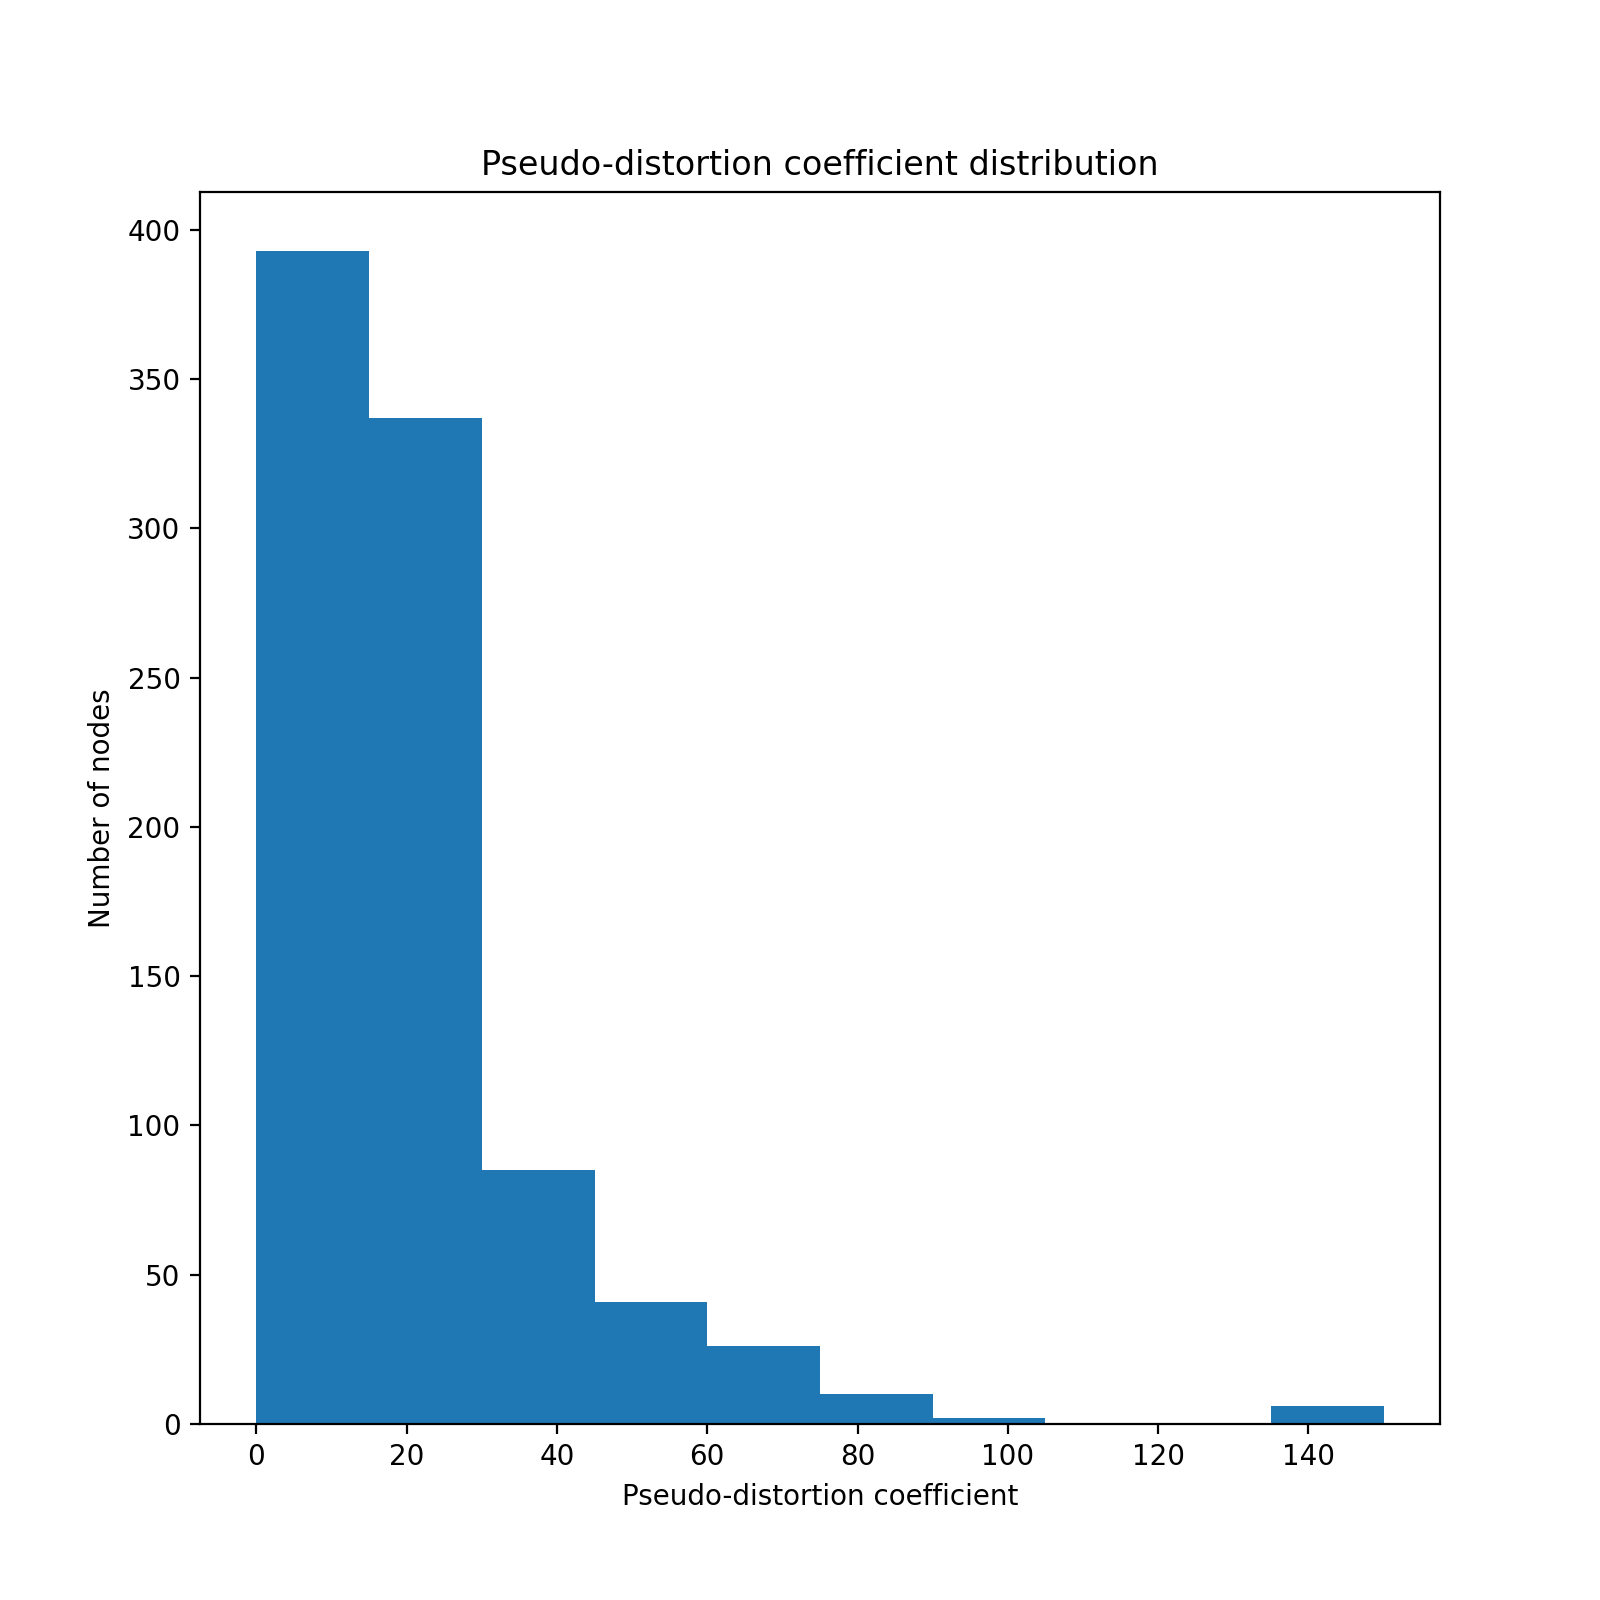 Pseudo-distortion coefficient distribution
400
350
300
250
200
150
100
50
0
Number of nodes
0 20 40 60 80 100 120 140
Pseudo-distortion coefficient